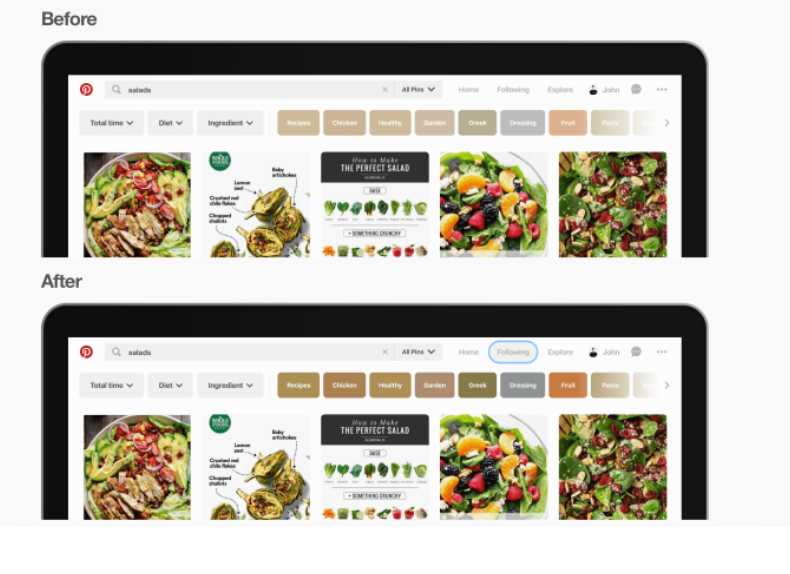 Before
salads
All Pins
Home
Following
Explore
John
Total time
Diet
Ingredient
Recipes
Chicken
Healthy
Garden
Greek
Dressing
Fruit
Pasta
WHOLE
FOODS
Lemon
zest
Baby
artichokes
Crushed red
chile flakes
Chopped
shallots
How to Make
THE PERFECT SALAD
BASE
+ SOMETHING CRUNCHY
After
salads
All Pins
Home
Following
Explore
John
Total time
Diet
Ingredient
Recipes
Chicken
Healthy
Garden
Greek
Dressing
Fruit
Pasta
WHOLE
FOODS
Lemon
zest
Baby
artichokes
Crushed red
chile flakes
Chopped
shallots
How to Make
THE PERFECT SALAD
BASE
+ SOMETHING CRUNCHY